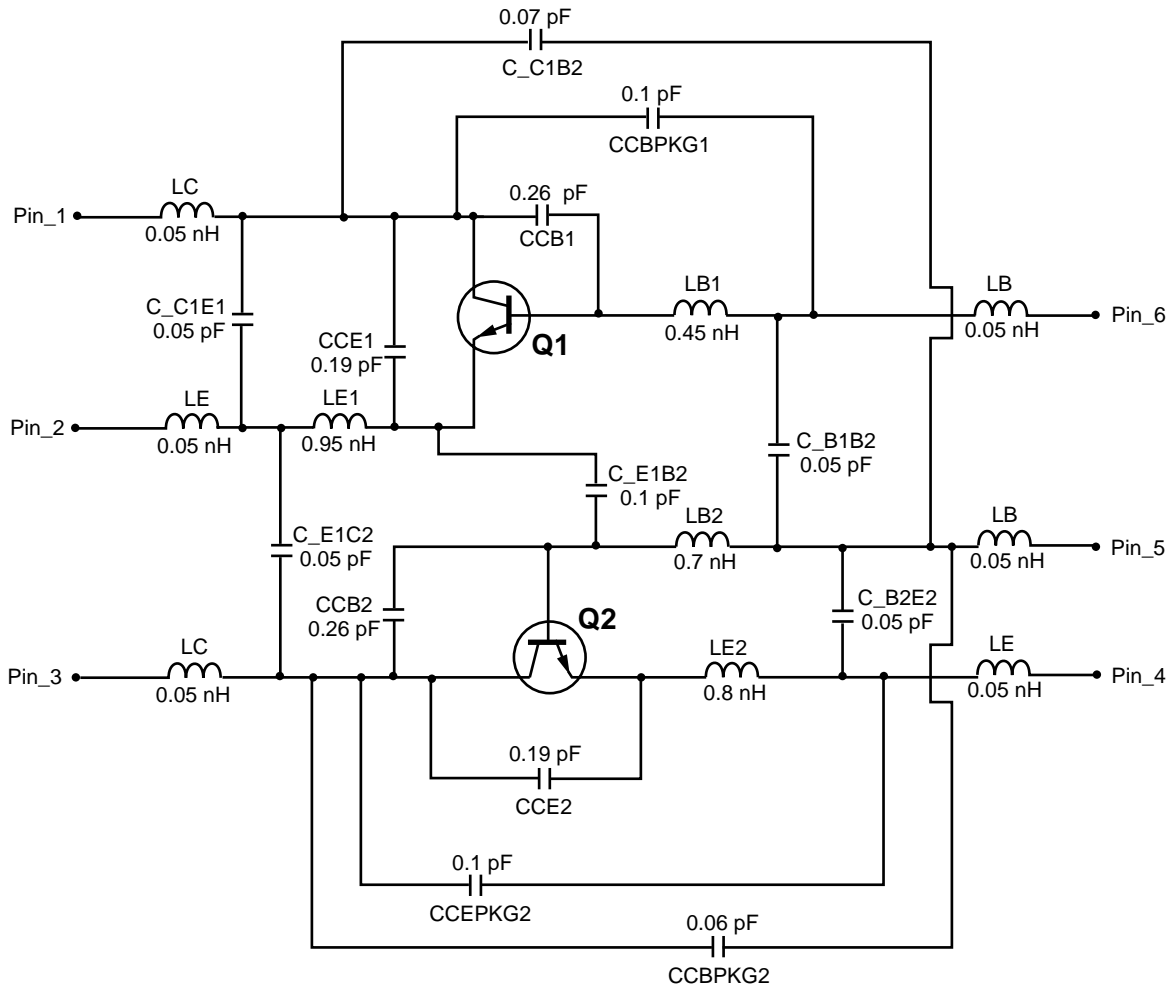 0.07 pF
C_C1B2
0.1 pF
CCBPKG1
LC
0.26 pF
Pin_1
0.05 nH
CCB1
LB1
LB
C_C1E1
0.05 pF
Pin_6
CCE1
0.19 pF
Q1
0.45 nH
0.05 nH
LE
LE1
Pin_2
0.05 nH
0.95 nH
C_B1B2
0.05 pF
C_E1B2
0.1 pF
LB2
LB
C_E1C2
0.05 pF
0.7 nH
0.05 nH
Pin_5
CCB2
0.26 pF
Q2
C_B2E2
0.05 pF
LC
LE2
LE
Pin_3
0.05 nH
0.8 nH
0.05 nH
Pin_4
0.19 pF
CCE2
0.1 pF
CCEPKG2
0.06 pF
CCBPKG2